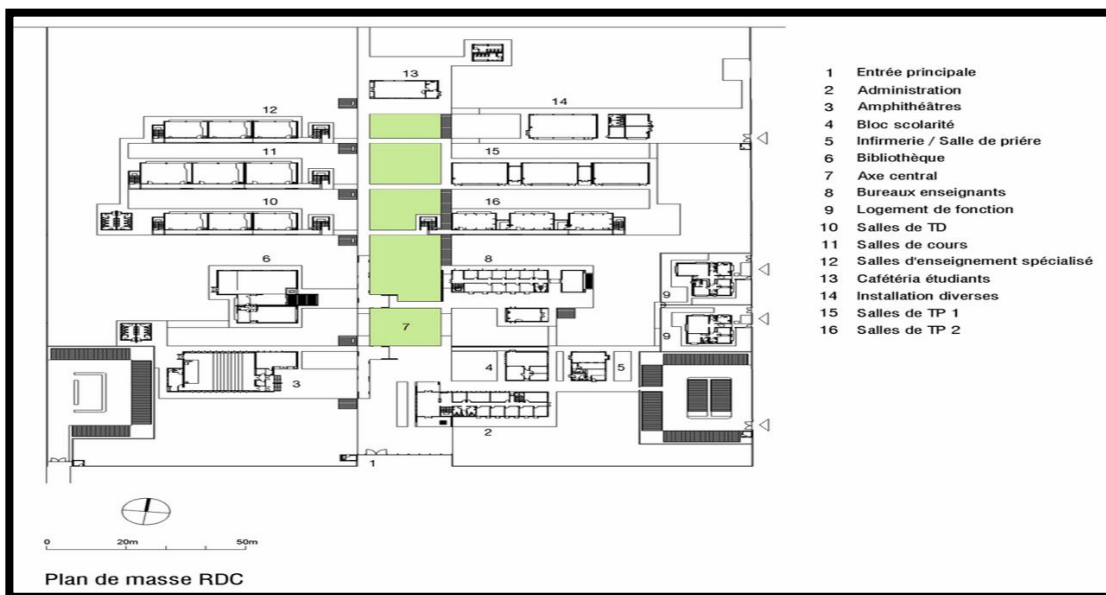 13
14
12
11
15
10
16
6
8
9
7
9
3
4
5
2
1
1 Entrée principale
2 Administration
3 Amphithéâtres
4 Bloc scolarité
5 Infirmerie / Salle de priére
6 Bibliothèque
7 Axe central
8 Bureaux enseignants
9 Logement de fonction
10 Salles de TD
11 Salles de cours
12 Salles d'enseignement spécialisé
13 Cafétéria étudiants
14 Installation diverses
15 Salles de TP 1
16 Salles de TP 2
0 20m 50m
Plan de masse RDC